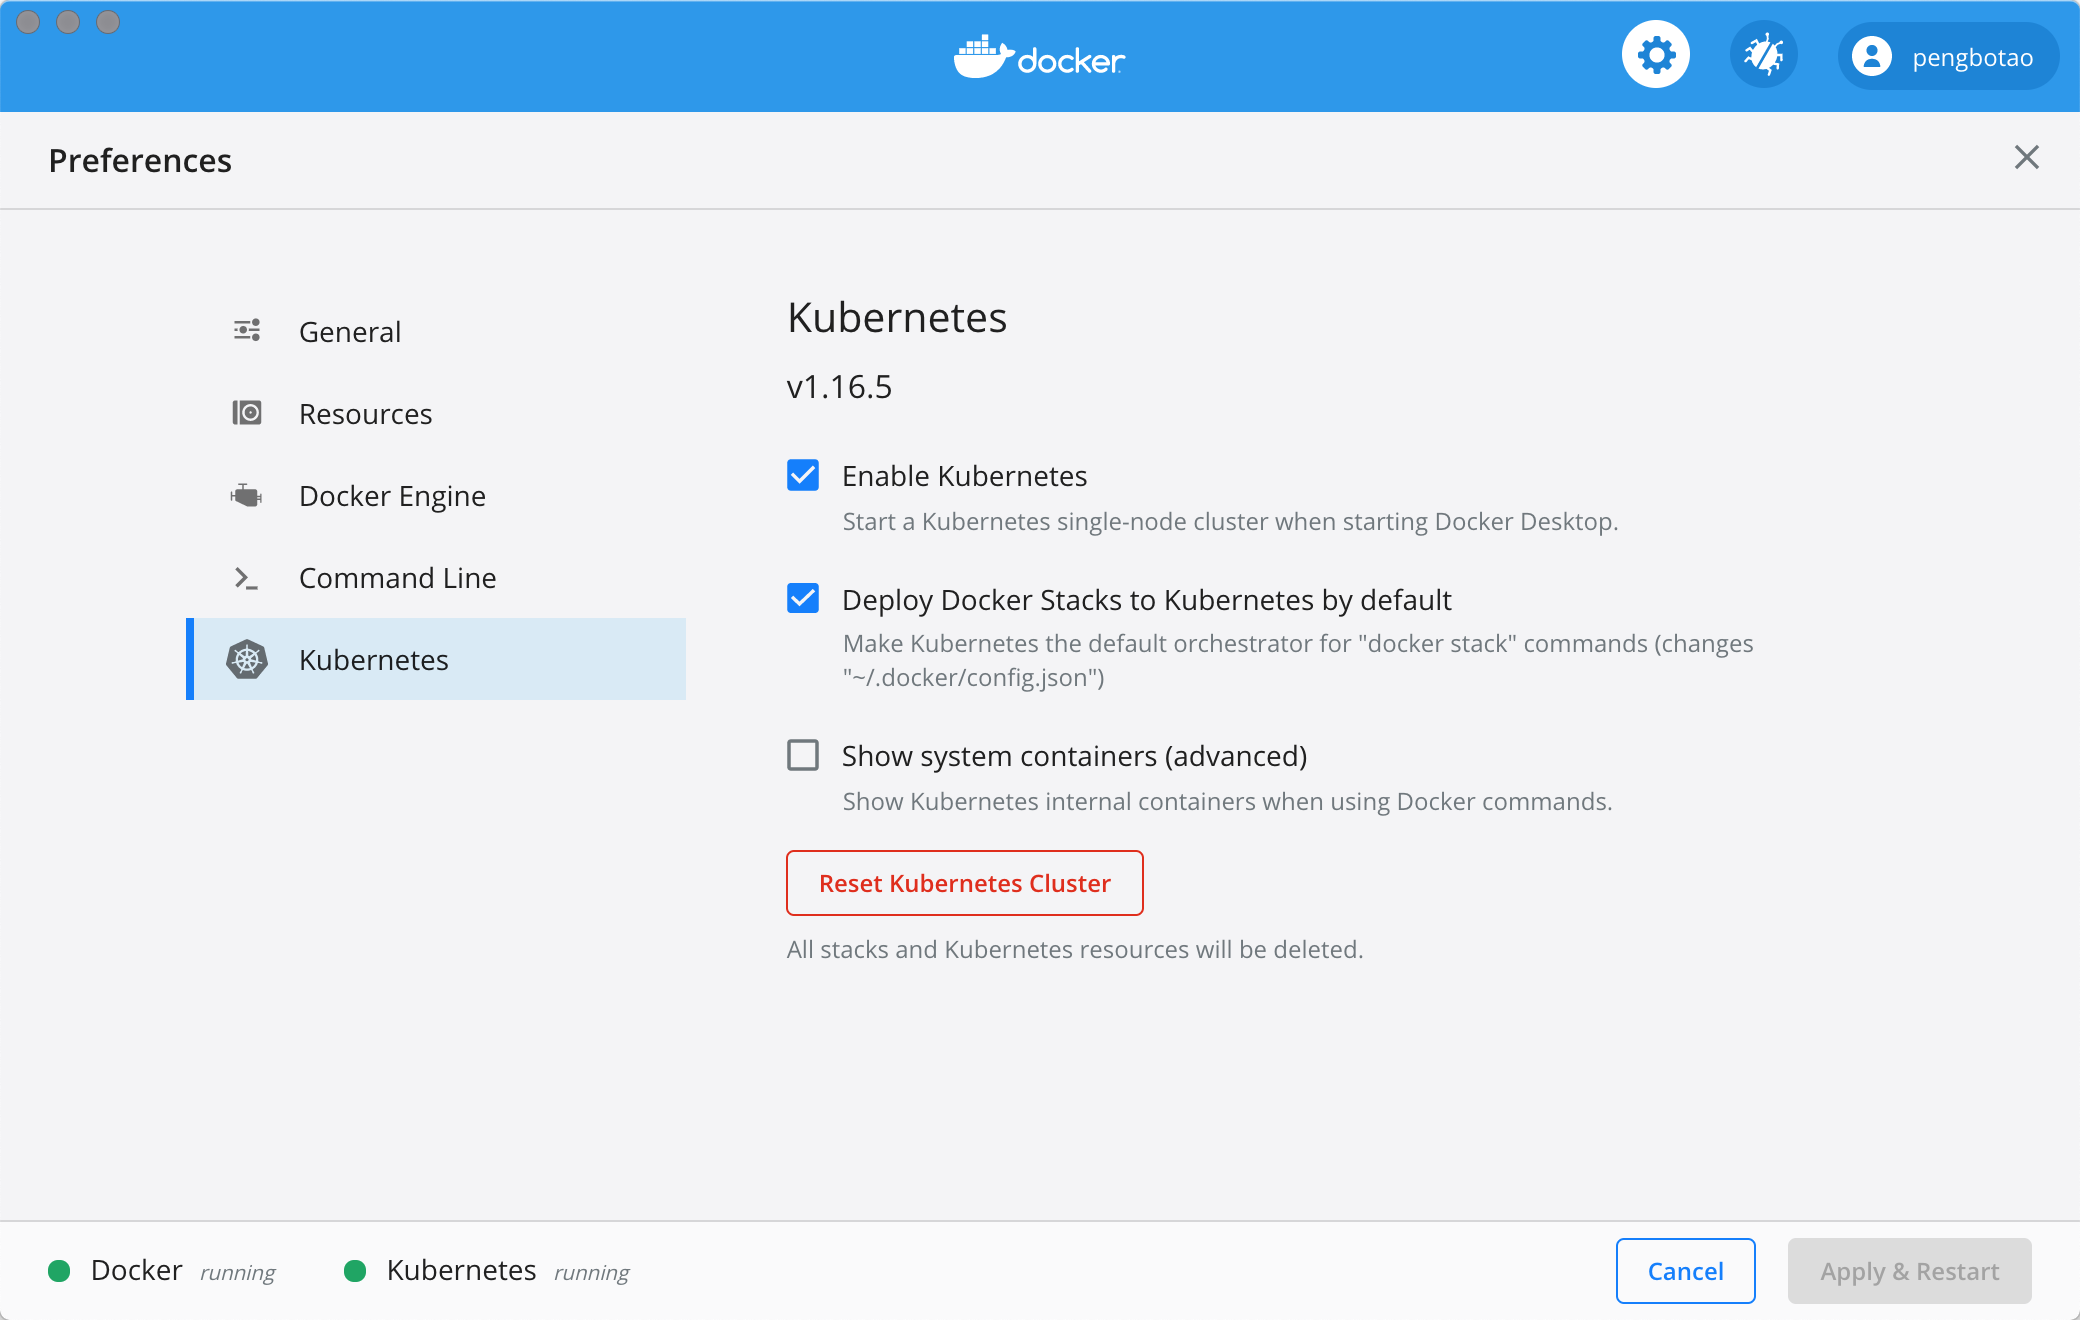 docker
pengbotao
Preferences
General
Resources
Docker Engine
Command Line
Kubernetes
Kubernetes
v1.16.5
Enable Kubernetes
Start a Kubernetes single-node cluster when starting Docker Desktop.
Deploy Docker Stacks to Kubernetes by default
Make Kubernetes the default orchestrator for "docker stack" commands (changes
"~/.docker/config.json")
Show system containers (advanced)
Show Kubernetes internal containers when using Docker commands.
Reset Kubernetes Cluster
All stacks and Kubernetes resources will be deleted.
Docker running
Kubernetes running
Cancel
Apply & Restart